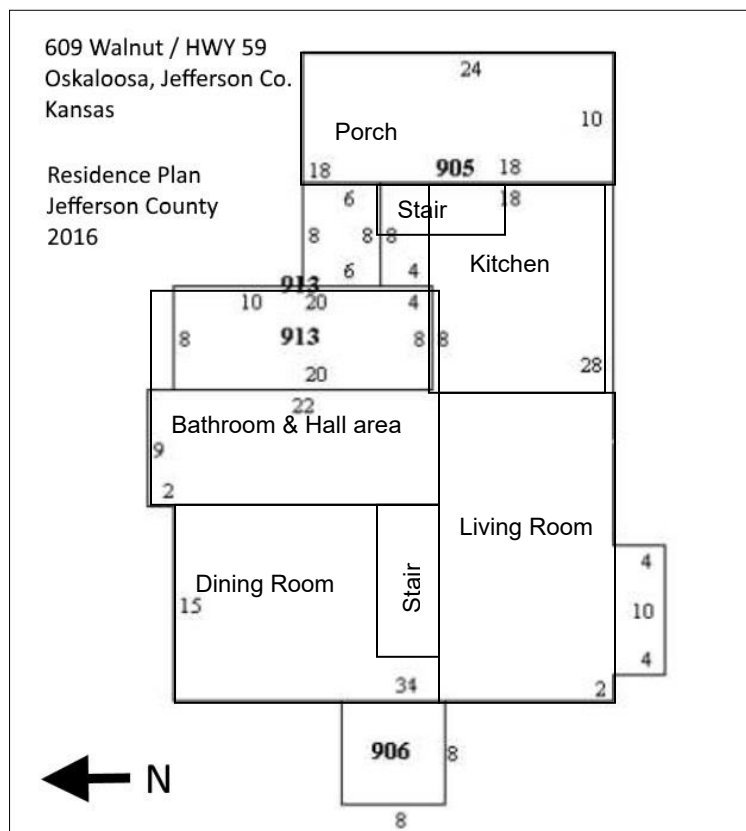 609 Walnut / HWY 59
Oskaloosa, Jefferson Co.
Kansas
Residence Plan
Jefferson County
2016
24
10
Porch
18 905 18
6 Stair 18
8 8 8
Kitchen
6 4
913
10 20 4
8 913 8 8
28
20
22
Bathroom & Hall area
9
2
Living Room
4
Dining Room
Stair
15
10
4
34
2
906
8
N
8